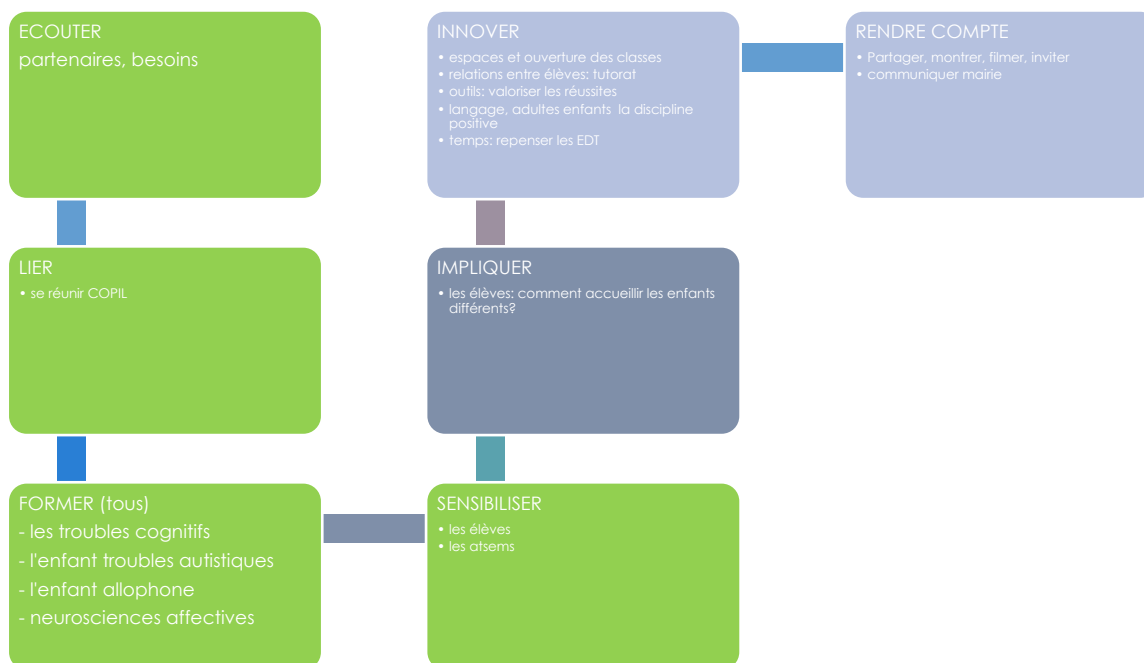 ECOUTER
partenaires, besoins
LIER
• se réunir COPIL
FORMER (tous)
- les troubles cognitifs
- l'enfant troubles autistiques
- l'enfant allophone
- neurosciences affectives
SENSIBILISER
• les élèves
• les atsems
IMPLIQUER
• les élèves: comment accueillir les enfants
différents?
INNOVER
• espaces et ouverture des classes
• relations entre élèves: tutorat
• outils: valoriser les réussites
• langage, adultes enfants  la discipline
positive
• temps: repenser les EDT
RENDRE COMPTE
• Partager, montrer, filmer, inviter
• communiquer mairie